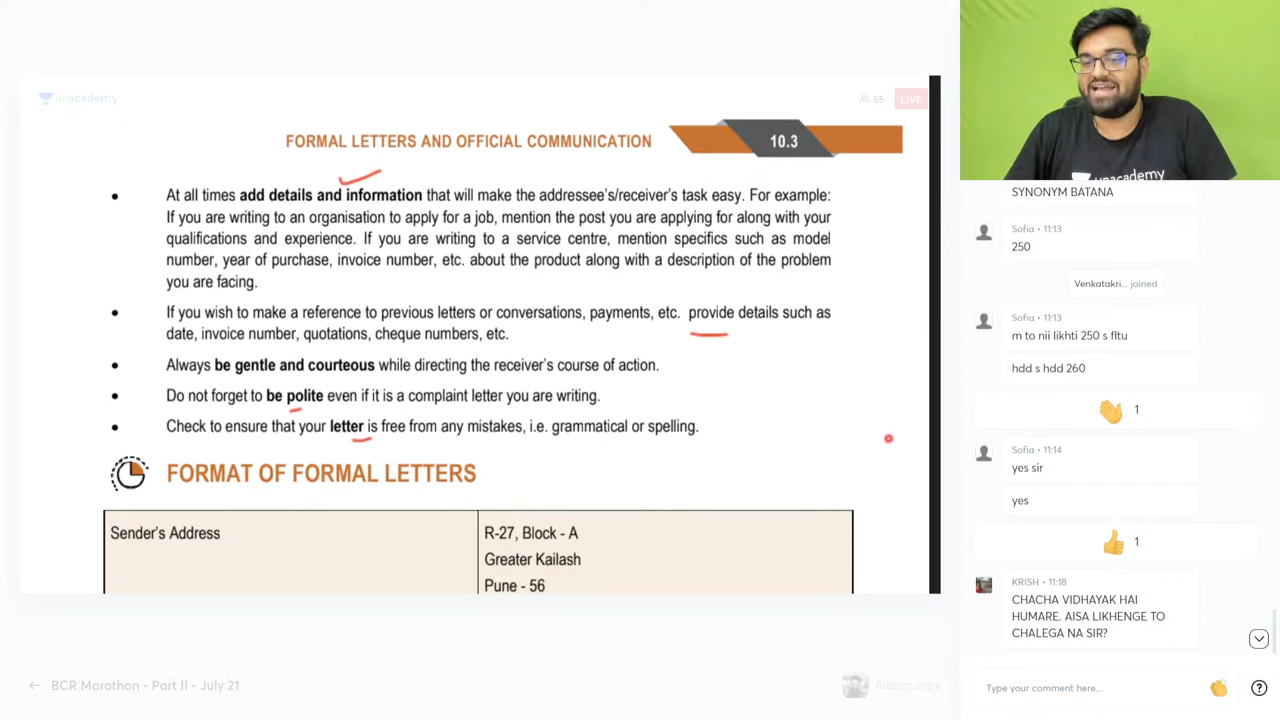 unacademy
55
LIVE
FORMAL LETTERS AND OFFICIAL COMMUNICATION
10.3
• At all times add details and information that will make the addressee's/receiver's task easy. For example:
If you are writing to an organisation to apply for a job, mention the post you are applying for along with your
qualifications and experience. If you are writing to a service centre, mention specifics such as model
number, year of purchase, invoice number, etc. about the product along with a description of the problem
you are facing.
• If you wish to make a reference to previous letters or conversations, payments, etc. provide details such as
date, invoice number, quotations, cheque numbers, etc.
• Always be gentle and courteous while directing the receiver's course of action.
• Do not forget to be polite even if it is a complaint letter you are writing.
• Check to ensure that your letter is free from any mistakes, i.e. grammatical or spelling.
FORMAT OF FORMAL LETTERS
Sender's Address
R-27, Block - A
Greater Kailash
Pune - 56
BCR Marathon - Part II - July 21
Adarsh Joshi
unacademy
SYNONYM BATANA
Sofia • 11:13
250
Venkatakri... joined
Sofia • 11:13
m to nii likhti 250 s fltu
hdd s hdd 260
1
Sofia • 11:14
yes sir
yes
1
KRISH • 11:18
CHACHA VIDHAYAK HAI
HUMARE. AISA LIKHENGE TO
CHALEGA NA SIR?
Type your comment here...
?